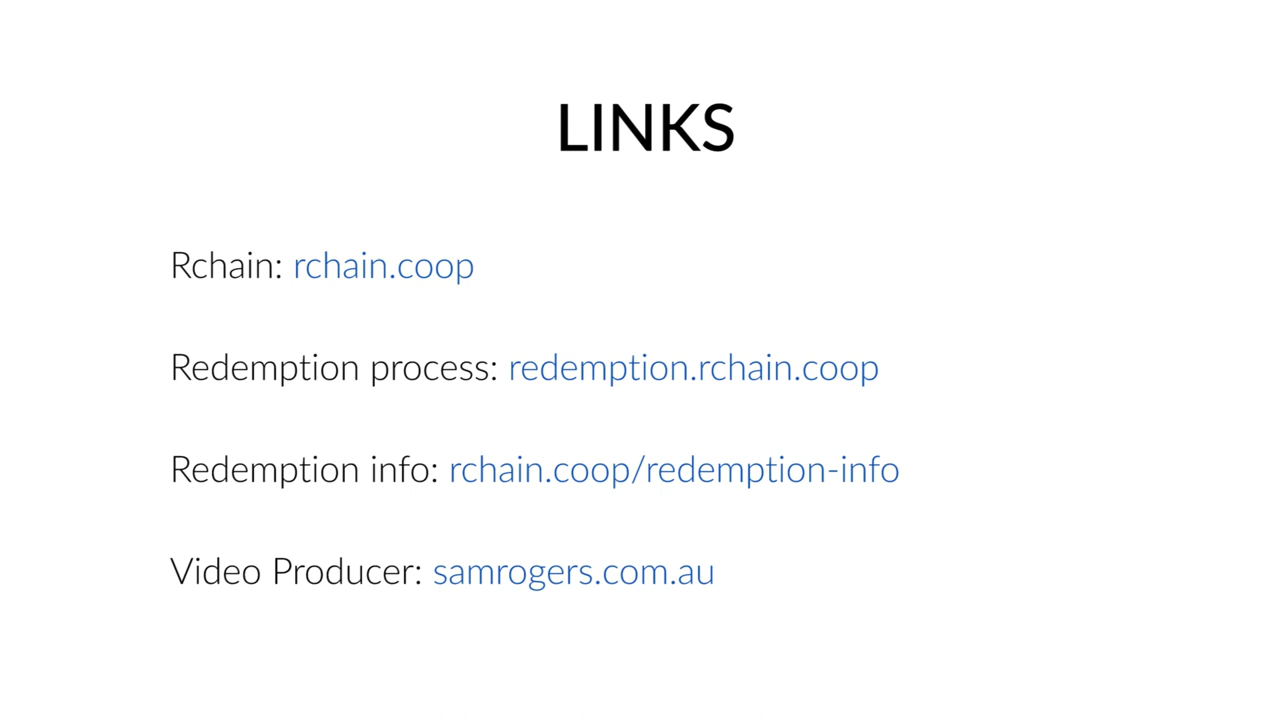 LINKS
Rchain: rchain.coop
Redemption process: redemption.rchain.coop
Redemption info: rchain.coop/redemption-info
Video Producer: samrogers.com.au